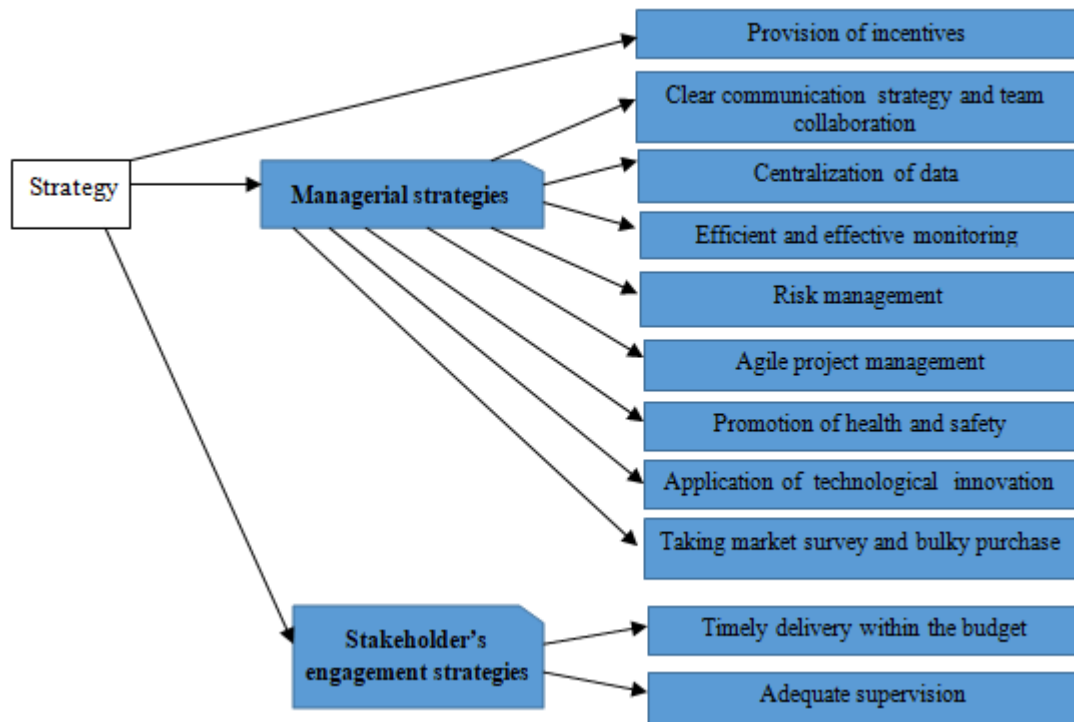 Provision of incentives
Clear communication strategy and team
collaboration
Strategy
Managerial strategies
Centralization of data
Efficient and effective monitoring
Risk management
Agile project management
Promotion of health and safety
Application of technological innovation
Taking market survey and bulky purchase
Stakeholder's
engagement strategies
Timely delivery within the budget
Adequate supervision